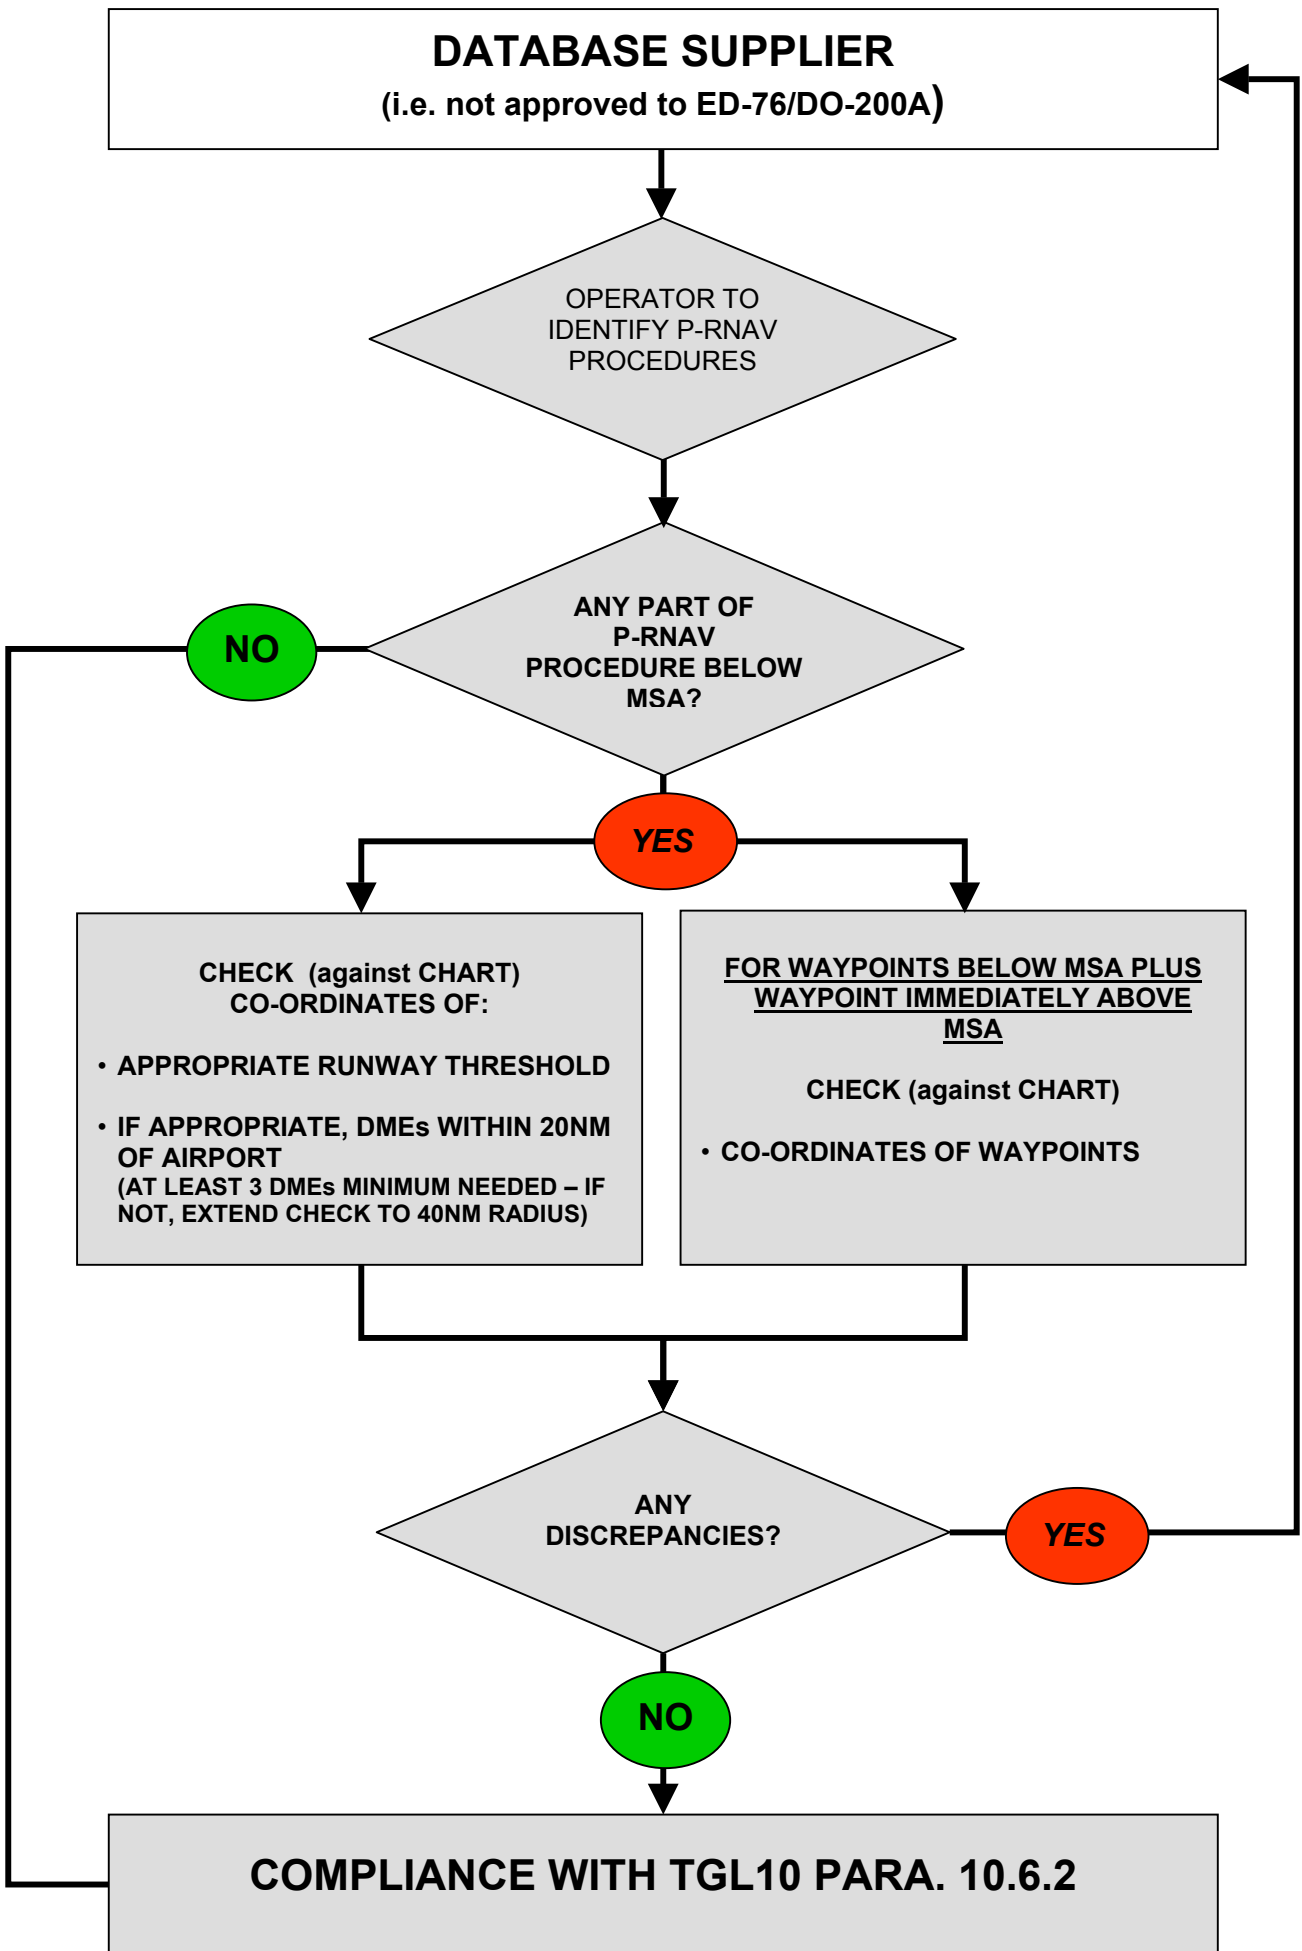 DATABASE SUPPLIER
(i.e. not approved to ED-76/DO-200A)
OPERATOR TO
IDENTIFY P-RNAV
PROCEDURES
ANY PART OF
P-RNAV
PROCEDURE BELOW
MSA?
NO
YES
CHECK (against CHART)
CO-ORDINATES OF:
• APPROPRIATE RUNWAY THRESHOLD
• IF APPROPRIATE, DMEs WITHIN 20NM
OF AIRPORT
(AT LEAST 3 DMEs MINIMUM NEEDED – IF
NOT, EXTEND CHECK TO 40NM RADIUS)
FOR WAYPOINTS BELOW MSA PLUS
WAYPOINT IMMEDIATELY ABOVE
MSA
CHECK (against CHART)
• CO-ORDINATES OF WAYPOINTS
ANY
DISCREPANCIES?
YES
NO
COMPLIANCE WITH TGL10 PARA. 10.6.2